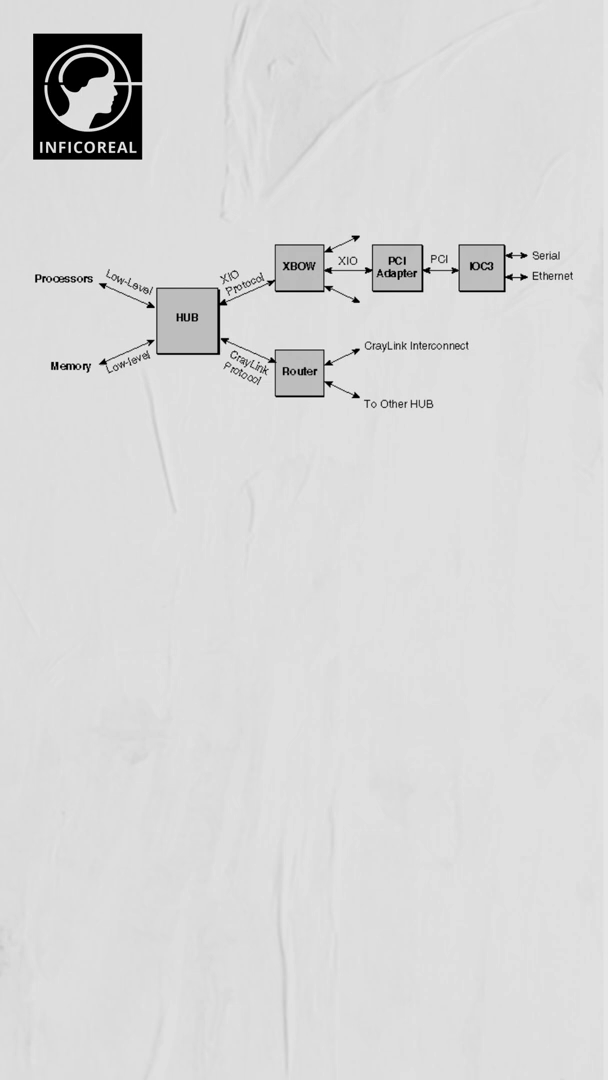 INFICOREAL
Processors
Low-Level
HUB
Memory
Low-level
XIO
Protocol
XBOW
XIO
PCI
Adapter
PCI
IOC3
Serial
Ethernet
CrayLink
Protocol
Router
CrayLink Interconnect
To Other HUB